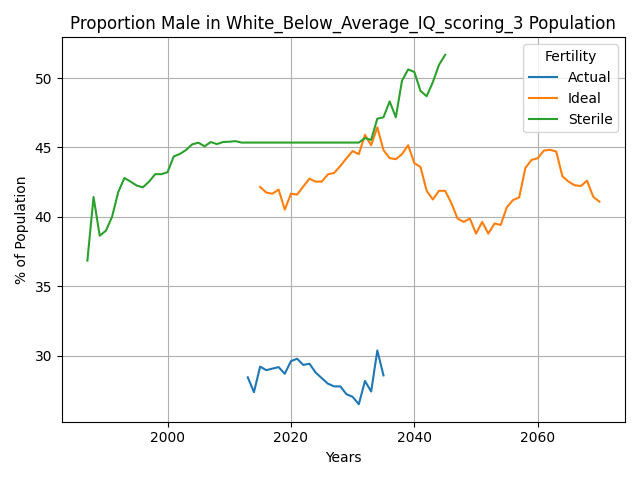 Proportion Male in White_Below_Average_IQ_scoring_3 Population
Fertility
Actual
Ideal
Sterile
% of Population
50
45
40
35
30
2000 2020 2040 2060
Years